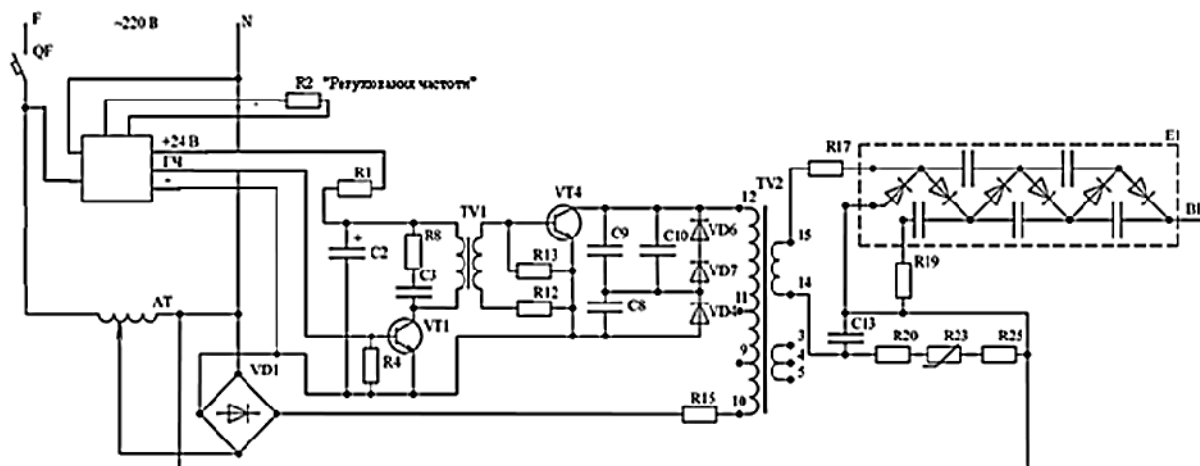 F
~220 В
N
QF
R2 "Регуловання частоти"
+24 В
ГЧ
-
R1
R17
E1
VT4
12
TV2
TV1
C2
+
R8
C3
C9
C10
VD6
15
R13
VD7
R19
R12
14
11
C8
VD4
AT
VT1
R4
VD1
C13
R20
R23
R25
9
3
4
5
R15
10